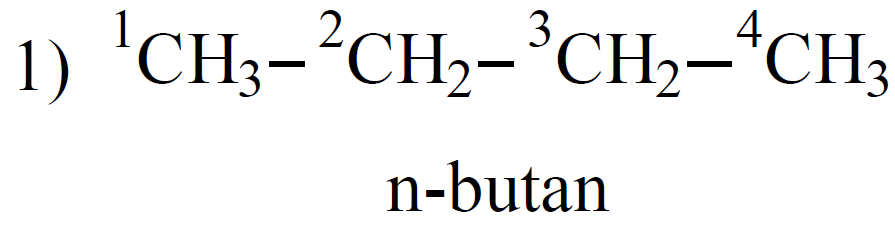 1) ¹CH₃–²CH₂–³CH₂–⁴CH₃
n-butan